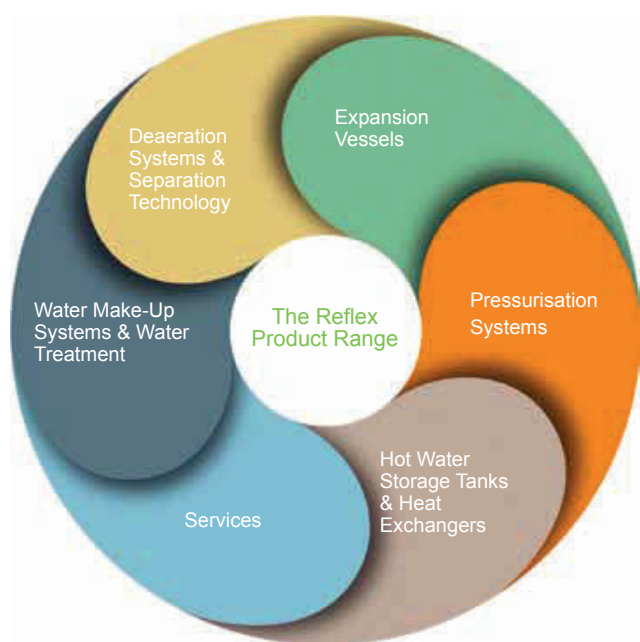 The Reflex
Product Range
Expansion
Vessels
Pressurisation
Systems
Hot Water
Storage Tanks
& Heat
Exchangers
Services
Water Make-Up
Systems & Water
Treatment
Deaeration
Systems &
Separation
Technology